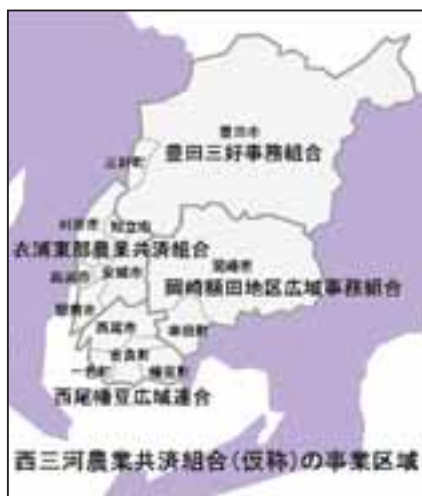 豊田市
豊田三好事務組合
三好町
刈谷市
知立市
衣浦東部農業共済組合
高浜市
安城市
碧南市
岡崎市
岡崎額田地区広域事務組合
西尾市
幸田町
吉良町
一色町
幡豆町
西尾幡豆広域連合
西三河農業共済組合(仮称)の事業区域